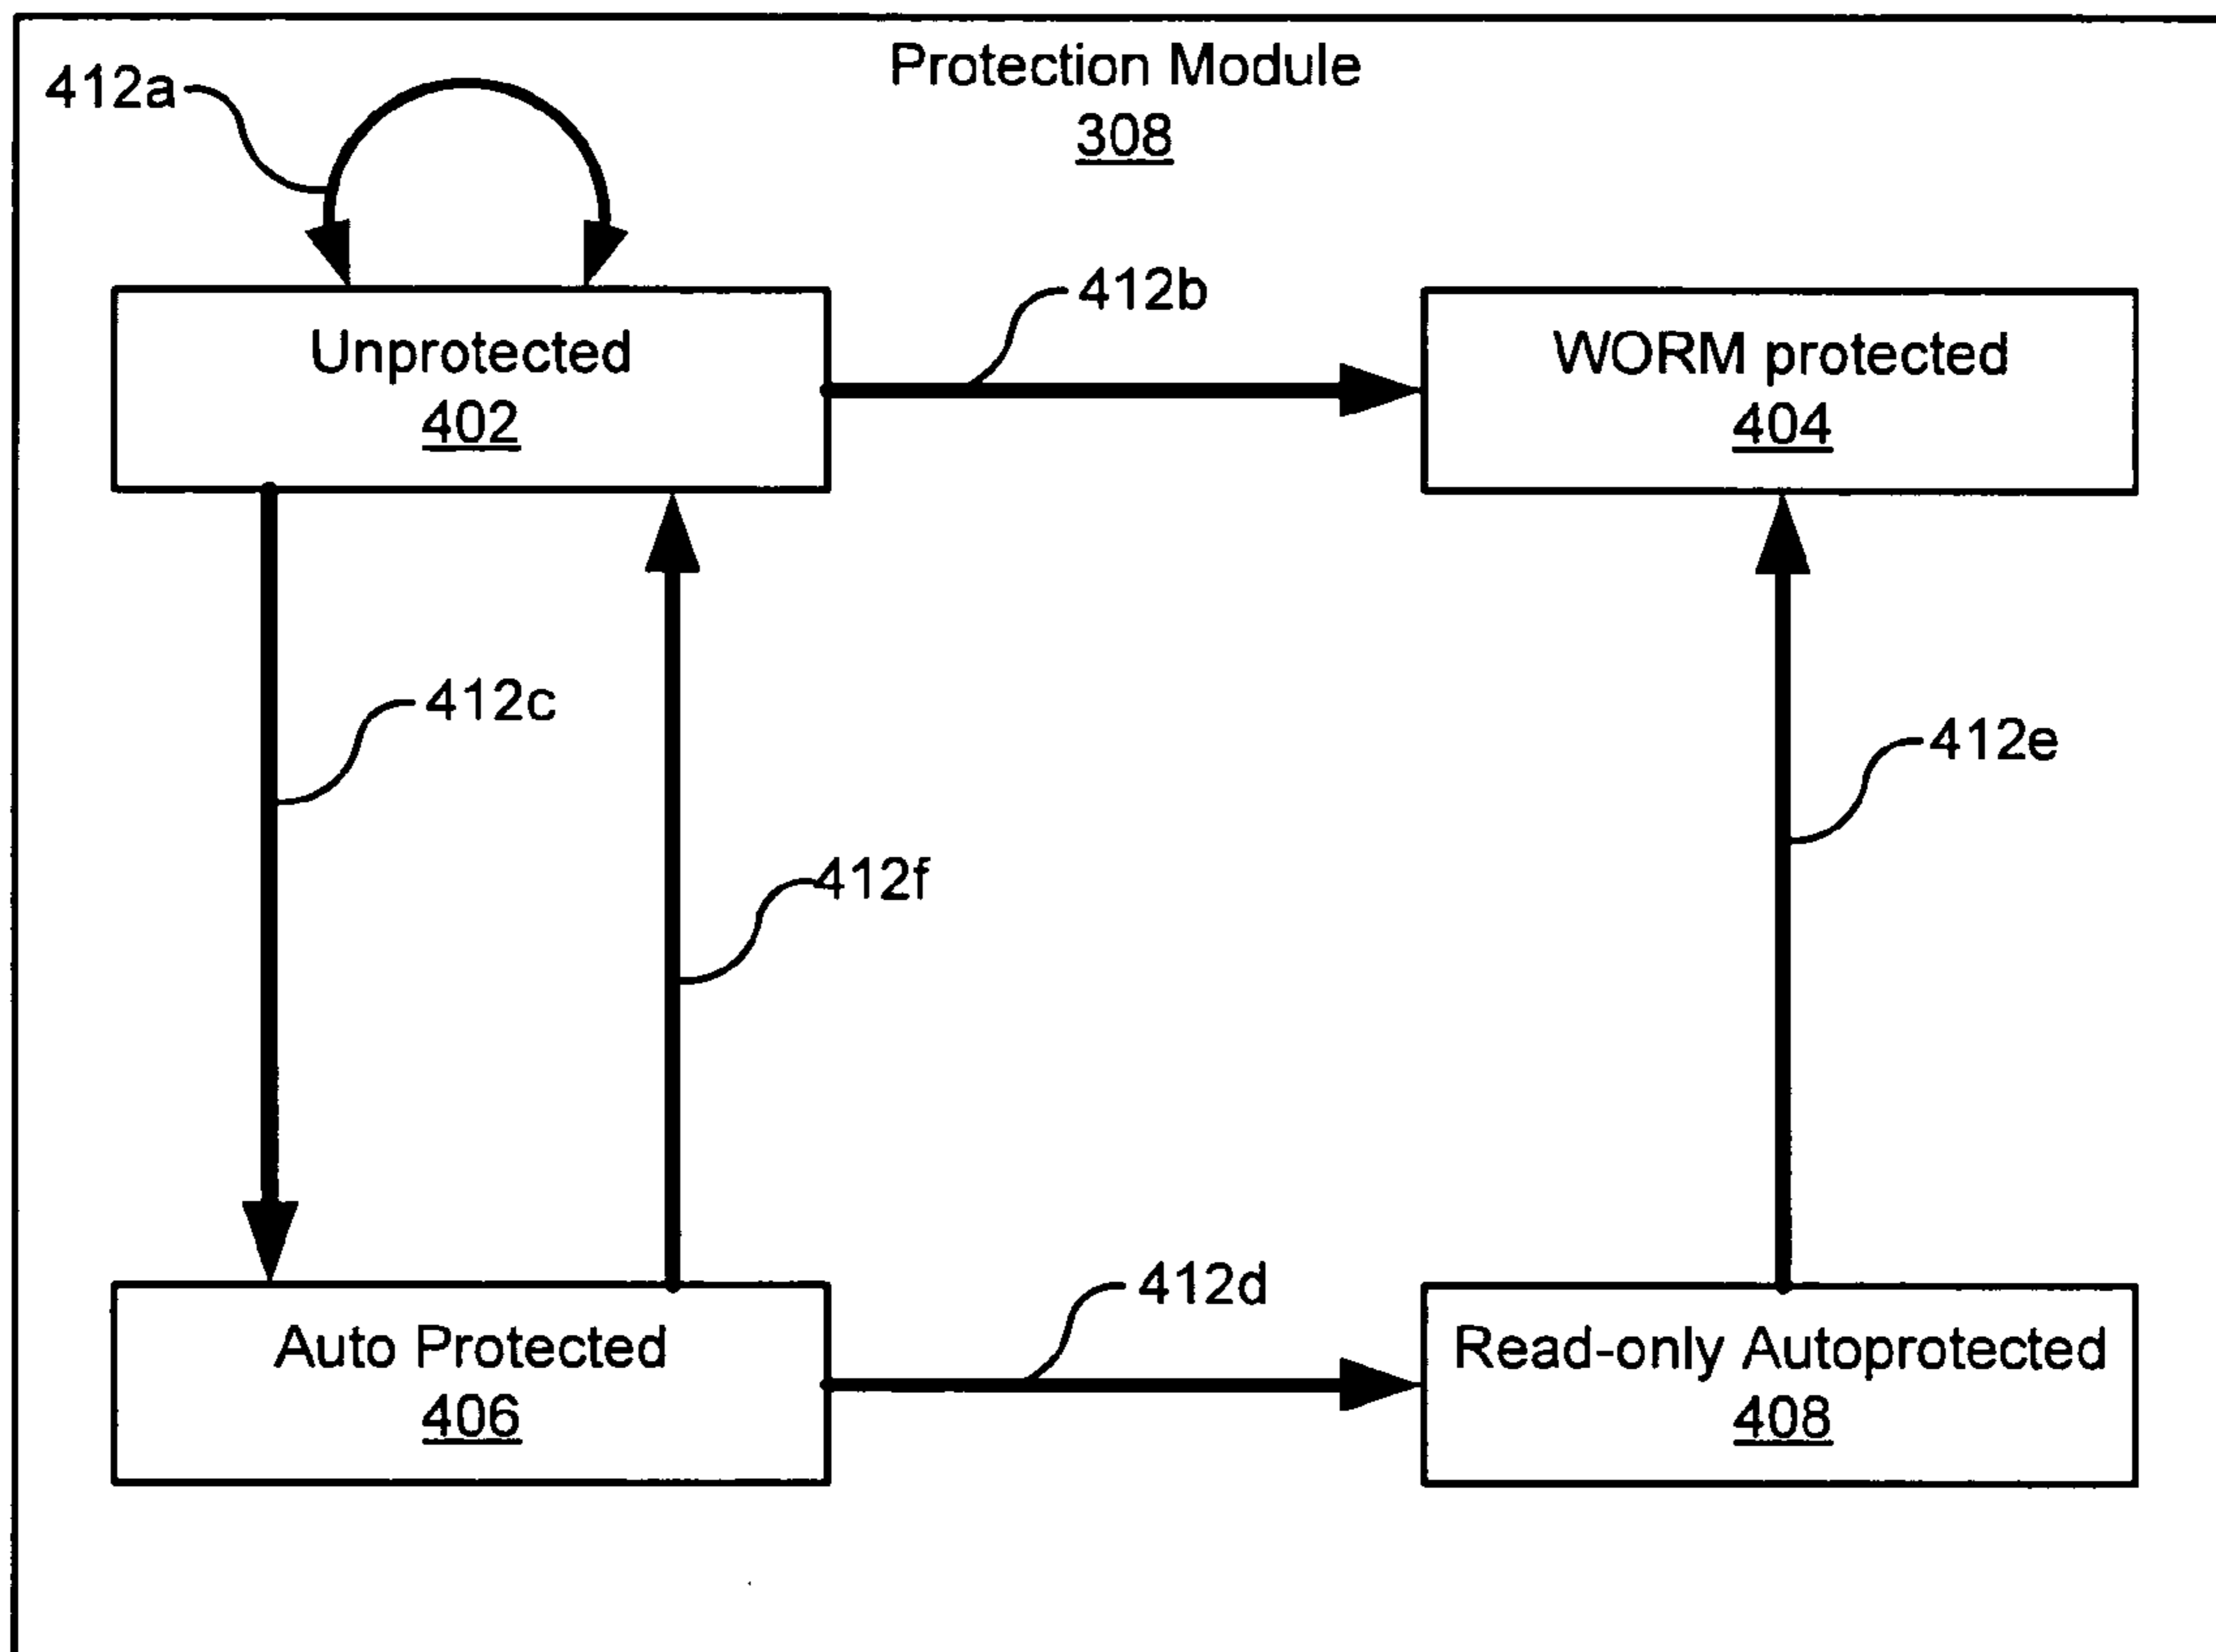 Protection Module
308
412a
412b
Unprotected
402
WORM protected
404
412c
412e
412f
412d
Auto Protected
406
Read-only Autoprotected
408